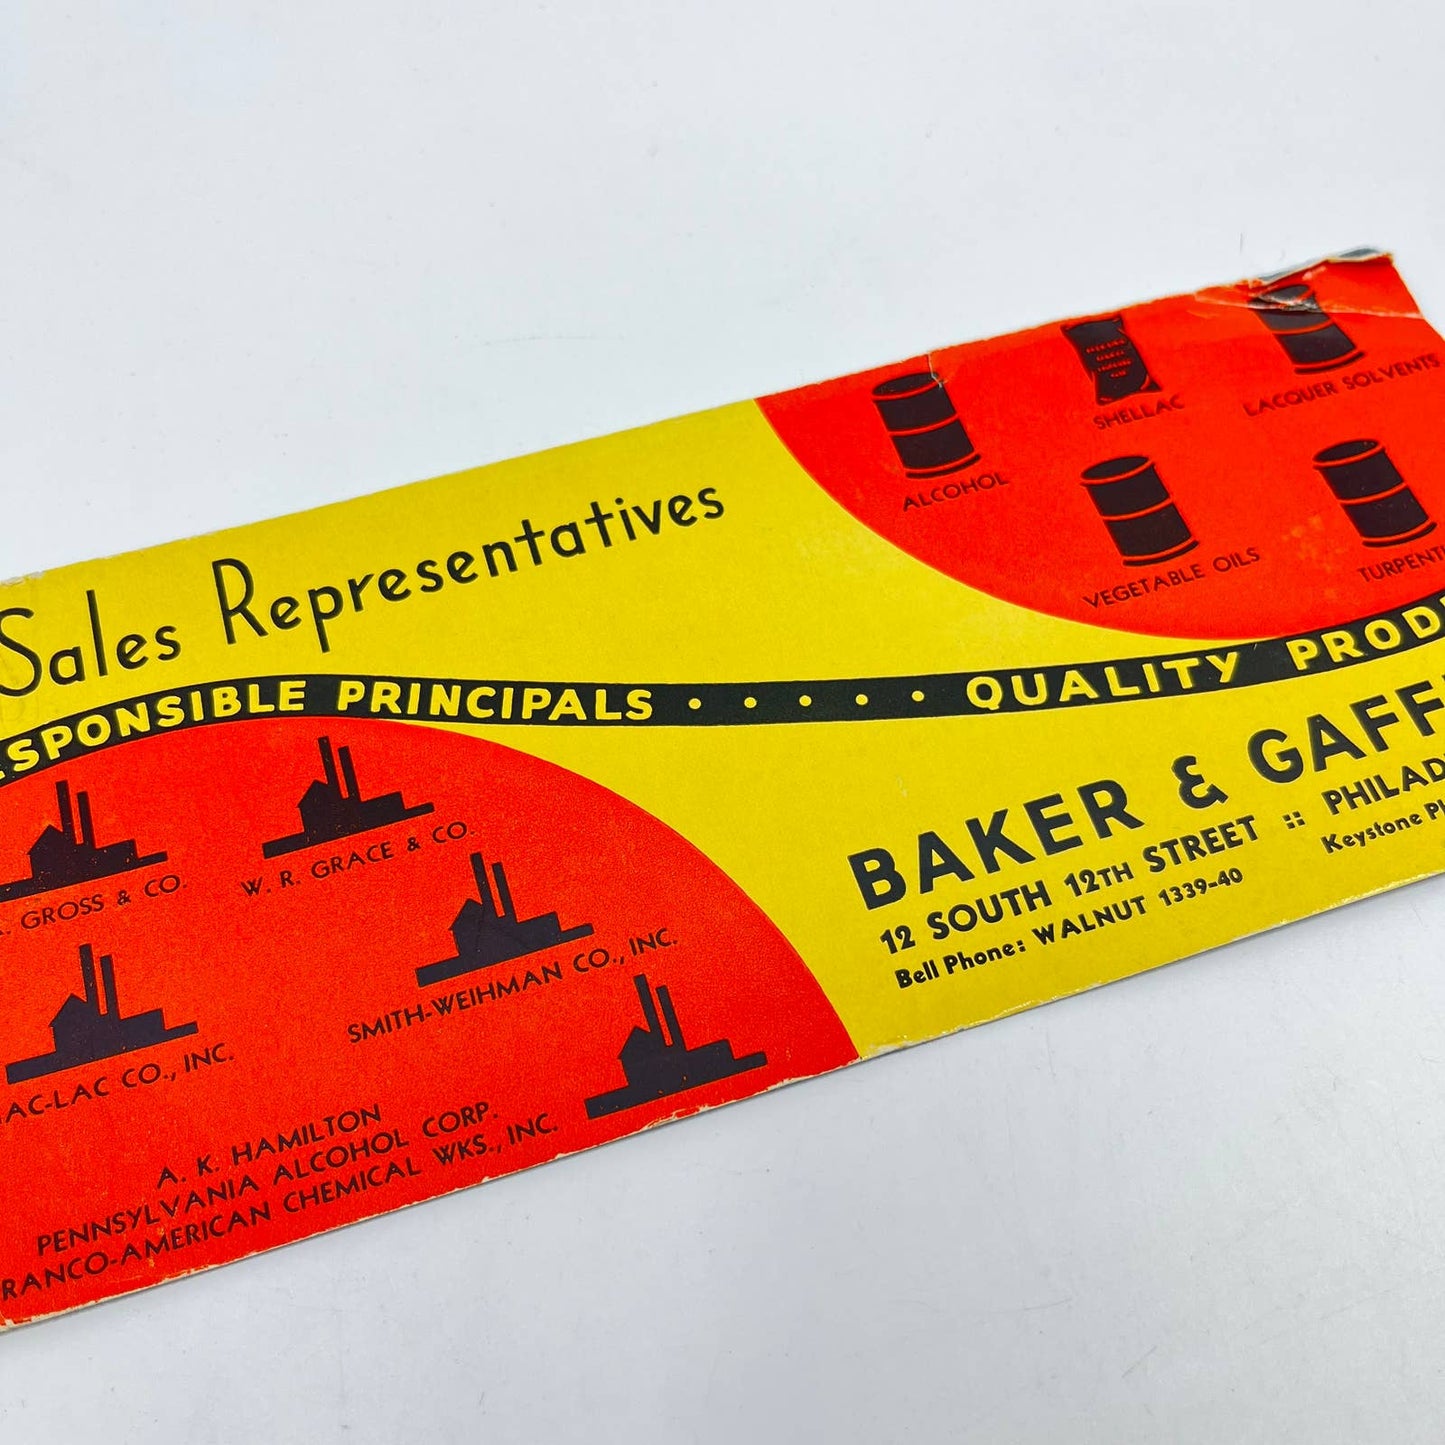 Sales Representatives
RESPONSIBLE PRINCIPALS · · · · · QUALITY PROD
ALCOHOL
SHELLAC
LACQUER SOLVENTS
VEGETABLE OILS
TURPENTI
GROSS & CO.
W. R. GRACE & CO.
AC-LAC CO., INC.
SMITH-WEIHMAN CO., INC.
A. K. HAMILTON
PENNSYLVANIA ALCOHOL CORP.
RANCO-AMERICAN CHEMICAL WKS., INC.
BAKER & GAFF
12 SOUTH 12TH STREET :: PHILAD
Bell Phone: WALNUT 1339-40 Keystone P